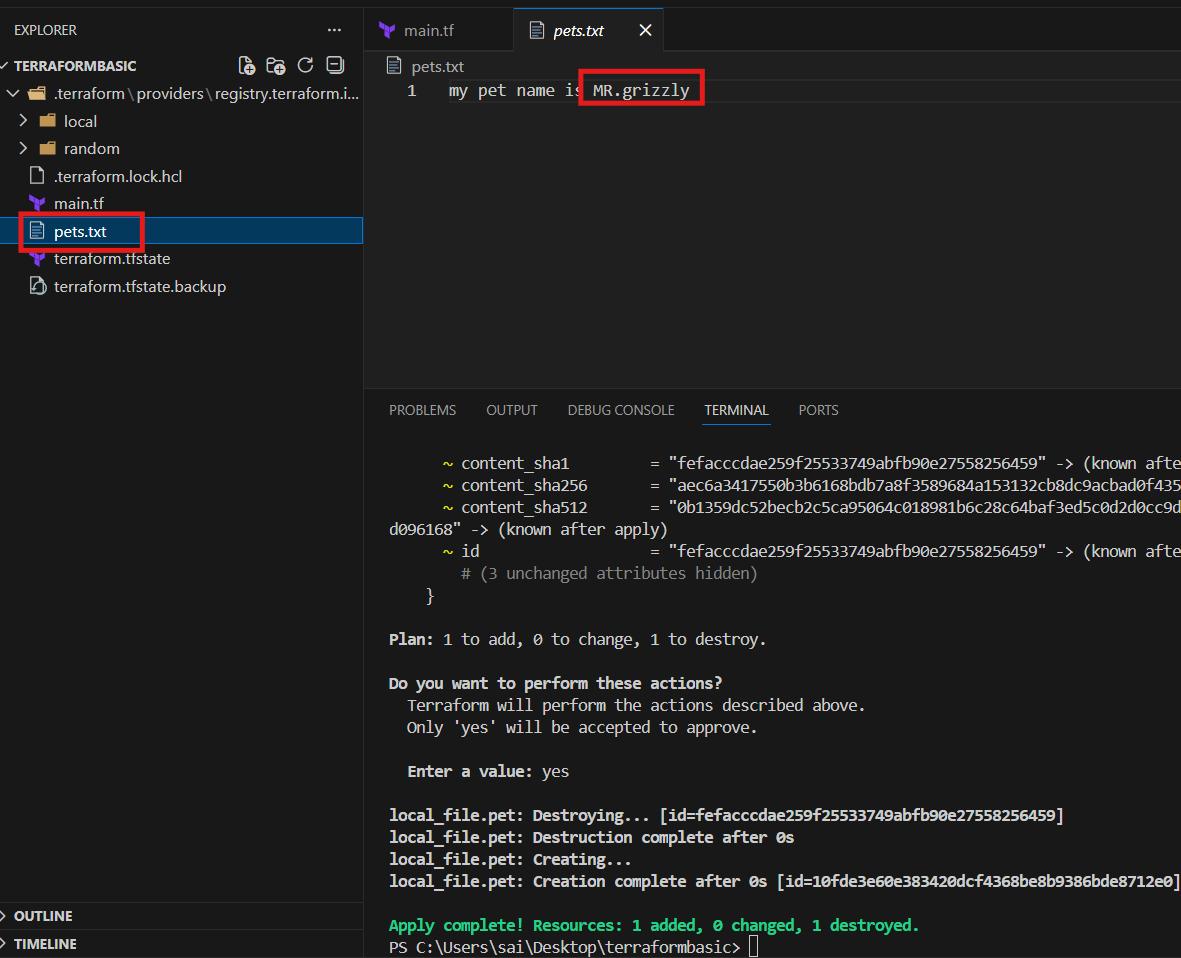 EXPLORER
TERRAFORMBASIC
.terraform\providers\registry.terraform.i...
local
random
.terraform.lock.hcl
main.tf
pets.txt
terraform.tfstate
terraform.tfstate.backup
OUTLINE
TIMELINE
main.tf
pets.txt
pets.txt
1 my pet name is MR.grizzly
PROBLEMS OUTPUT DEBUG CONSOLE TERMINAL PORTS
~ content_sha1 = "fefacccdae259f25533749abfb90e27558256459" -> (known afte
~ content_sha256 = "aec6a3417550b3b6168bdb7a8f3589684a153132cb8dc9acbad0f435
~ content_sha512 = "0b1359dc52becb2c5ca95064c018981b6c28c64baf3ed5c0d2d0cc9d
d096168" -> (known after apply)
~ id = "fefacccdae259f25533749abfb90e27558256459" -> (known afte
# (3 unchanged attributes hidden)
}
Plan: 1 to add, 0 to change, 1 to destroy.
Do you want to perform these actions?
Terraform will perform the actions described above.
Only 'yes' will be accepted to approve.
Enter a value: yes
local_file.pet: Destroying... [id=fefacccdae259f25533749abfb90e27558256459]
local_file.pet: Destruction complete after 0s
local_file.pet: Creating...
local_file.pet: Creation complete after 0s [id=10fde3e60e383420dcf4368be8b9386bde8712e0]
Apply complete! Resources: 1 added, 0 changed, 1 destroyed.
PS C:\Users\sai\Desktop\terraformbasic>